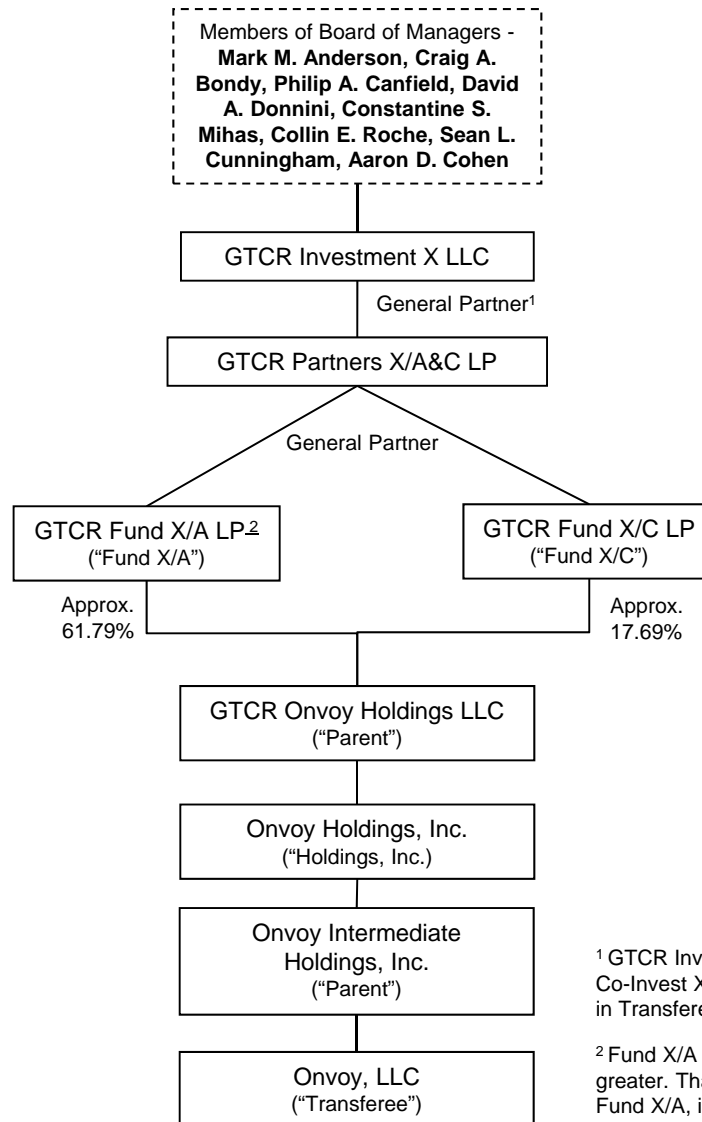 Members of Board of Managers -
Mark M. Anderson, Craig A.
Bondy, Philip A. Canfield, David
A. Donnini, Constantine S.
Mihas, Collin E. Roche, Sean L.
Cunningham, Aaron D. Cohen
GTCR Investment X LLC
General Partner¹
GTCR Partners X/A&C LP
General Partner
GTCR Fund X/A LP²
(“Fund X/A”)
GTCR Fund X/C LP
(“Fund X/C”)
Approx.
61.79%
Approx.
17.69%
GTCR Onvoy Holdings LLC
(“Parent”)
Onvoy Holdings, Inc.
(“Holdings, Inc.)
Onvoy Intermediate
Holdings, Inc.
(“Parent”)
Onvoy, LLC
(“Transferee”)
¹ GTCR Inv
Co-Invest X
in Transfere
² Fund X/A
greater. Tha
Fund X/A, i